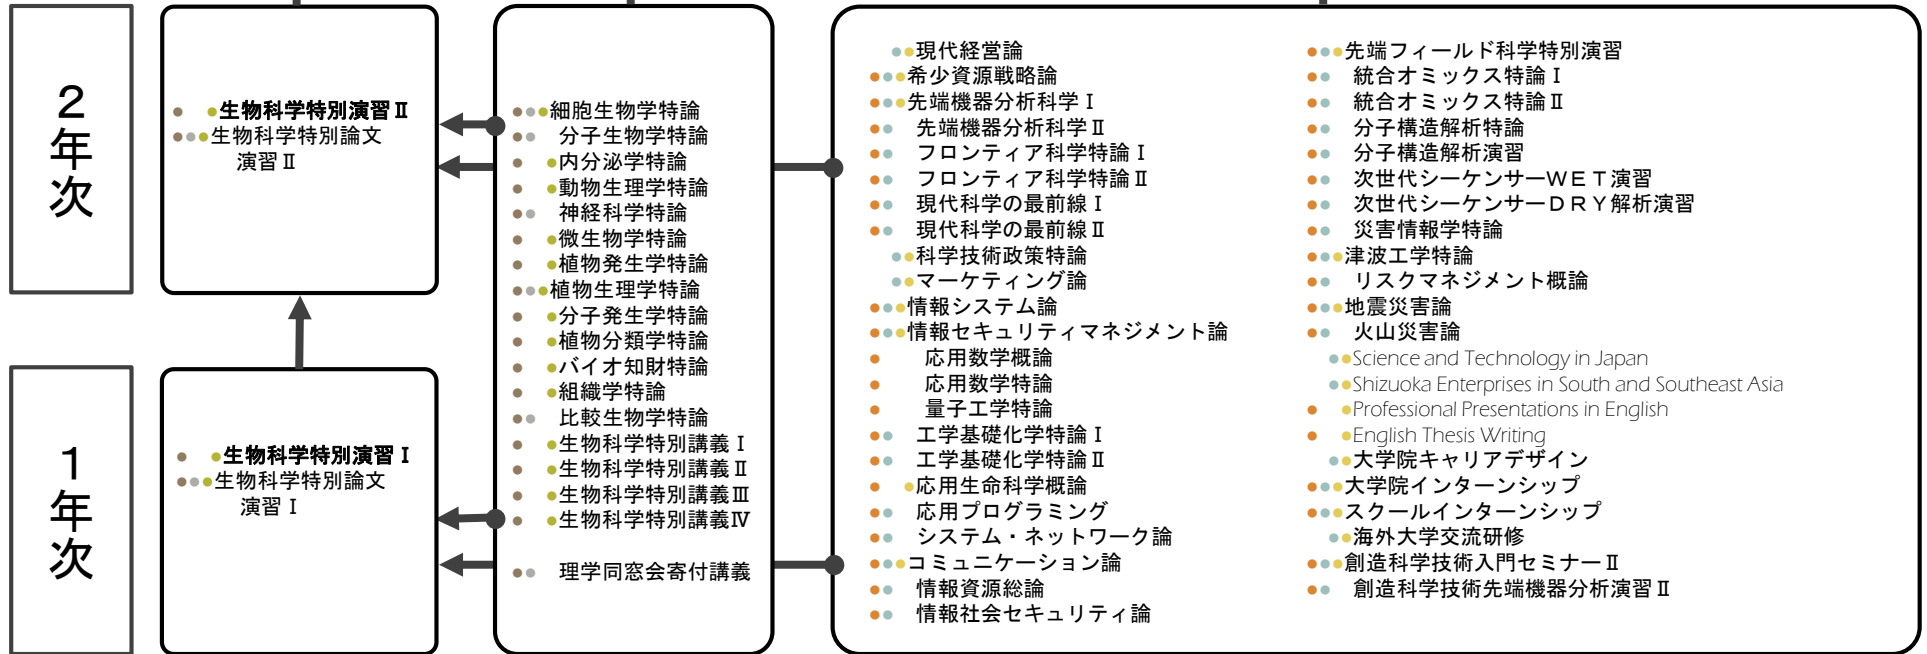 2年次
生物科学特別演習Ⅱ
生物科学特別論文
演習Ⅱ
1年次
生物科学特別演習Ⅰ
生物科学特別論文
演習Ⅰ
細胞生物学特論
分子生物学特論
内分泌学特論
動物生理学特論
神経科学特論
微生物学特論
植物発生学特論
植物生理学特論
分子発生学特論
植物分類学特論
バイオ知財特論
組織学特論
比較生物学特論
生物科学特別講義Ⅰ
生物科学特別講義Ⅱ
生物科学特別講義Ⅲ
生物科学特別講義Ⅳ
理学同窓会寄付講義
現代経営論
希少資源戦略論
先端機器分析科学Ⅰ
先端機器分析科学Ⅱ
フロンティア科学特論Ⅰ
フロンティア科学特論Ⅱ
現代科学の最前線Ⅰ
現代科学の最前線Ⅱ
科学技術政策特論
マーケティング論
情報システム論
情報セキュリティマネジメント論
応用数学概論
応用数学特論
量子工学特論
工学基礎化学特論Ⅰ
工学基礎化学特論Ⅱ
応用生命科学概論
応用プログラミング
システム・ネットワーク論
コミュニケーション論
情報資源総論
情報社会セキュリティ論
先端フィールド科学特別演習
統合オミックス特論Ⅰ
統合オミックス特論Ⅱ
分子構造解析特論
分子構造解析演習
次世代シーケンサーWET演習
次世代シーケンサーDRY解析演習
災害情報学特論
津波工学特論
リスクマネジメント概論
地震災害論
火山災害論
Science and Technology in Japan
Shizuoka Enterprises in South and Southeast Asia
Professional Presentations in English
English Thesis Writing
大学院キャリアデザイン
大学院インターンシップ
スクールインターンシップ
海外大学交流研修
創造科学技術入門セミナーⅡ
創造科学技術先端機器分析演習Ⅱ